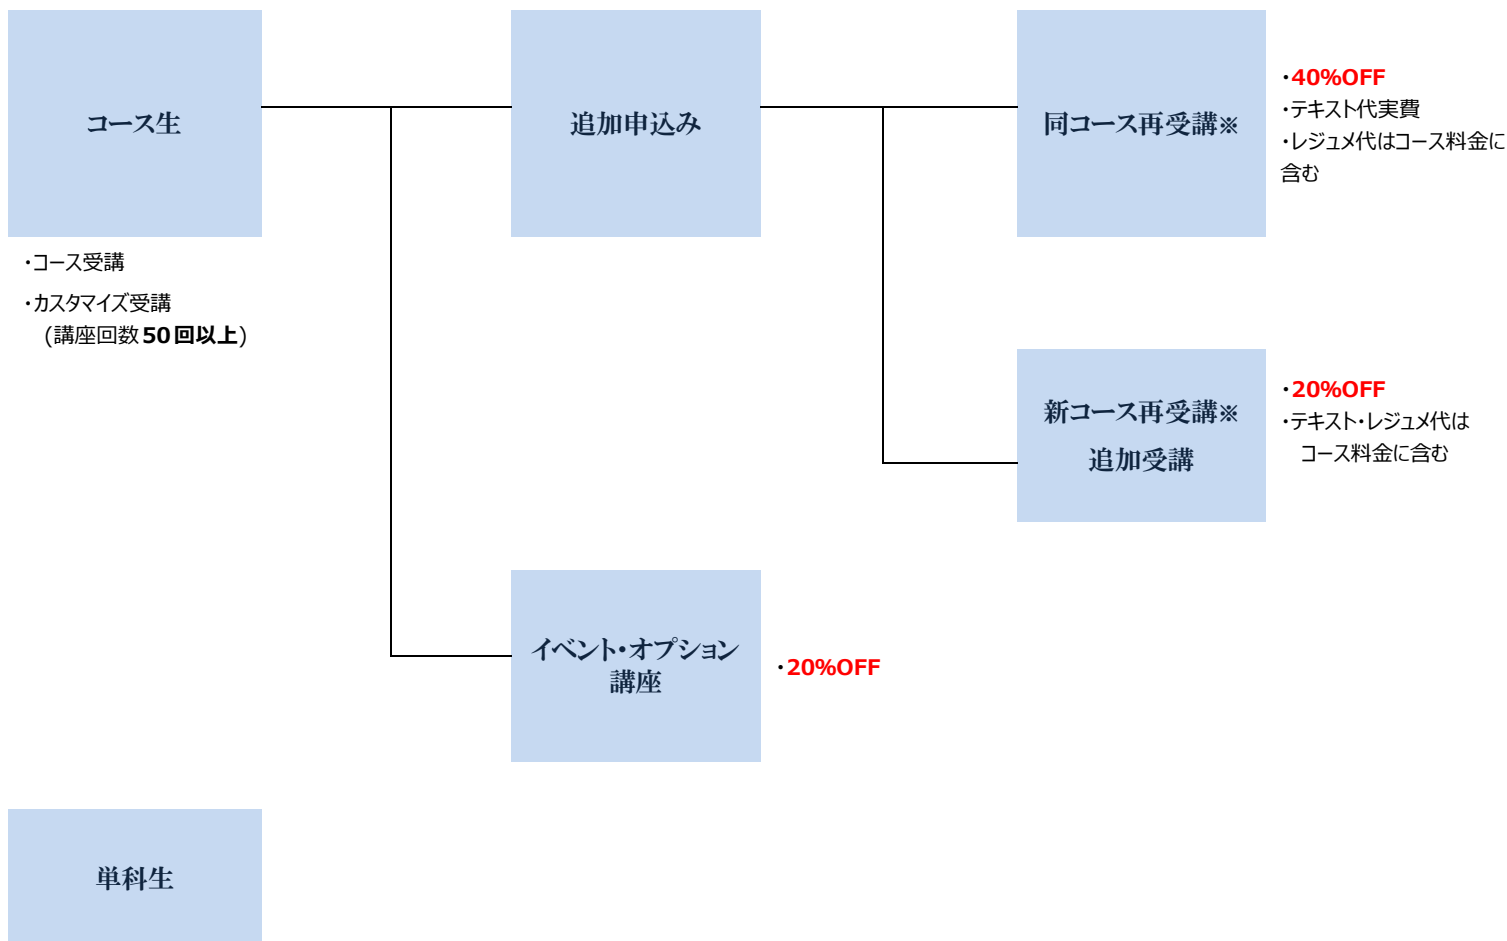 コース生
・コース受講
・カスタマイズ受講
(講座回数50回以上)
追加申込み
同コース再受講※
・40%OFF
・テキスト代実費
・レジュメ代はコース料金に
含む
新コース再受講※
追加受講
・20%OFF
・テキスト・レジュメ代は
コース料金に含む
イベント・オプション
講座
・20%OFF
単科生